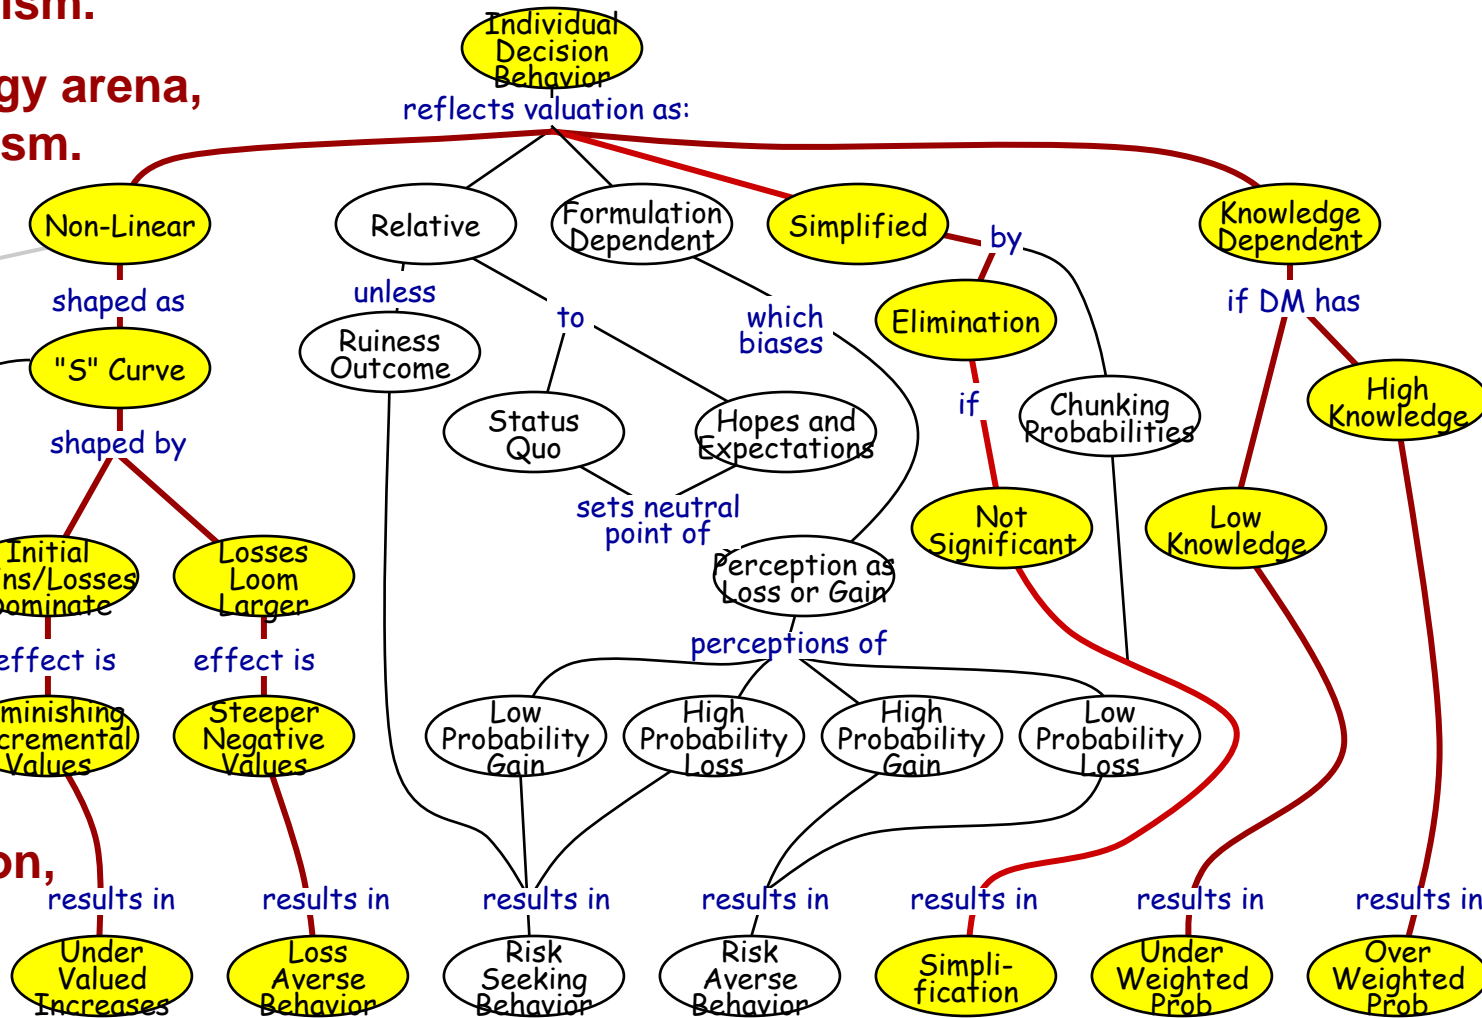 ism.
gy arena,
sm.
on,
Individual
Decision
Behavior
reflects valuation as:
Non-Linear
Relative
Formulation
Dependent
Simplified
by
Knowledge
Dependent
shaped as
unless
to
which
biases
Elimination
if DM has
"S" Curve
Ruiness
Outcome
Status
Quo
Hopes and
Expectations
if
Chunking
Probabilities
High
Knowledge
shaped by
sets neutral
point of
Not
Significant
Low
Knowledge
Initial
ins/Losses
Dominate
Losses
Loom
Larger
Perception as
Loss or Gain
effect is
effect is
perceptions of
minishing
cremental
Values
Steeper
Negative
Values
Low
Probability
Gain
High
Probability
Loss
High
Probability
Gain
Low
Probability
Loss
results in
results in
results in
results in
results in
results in
results in
Under
Valued
Increases
Loss
Averse
Behavior
Risk
Seeking
Behavior
Risk
Averse
Behavior
Simpli-
fication
Under
Weighted
Prob
Over
Weighted
Prob